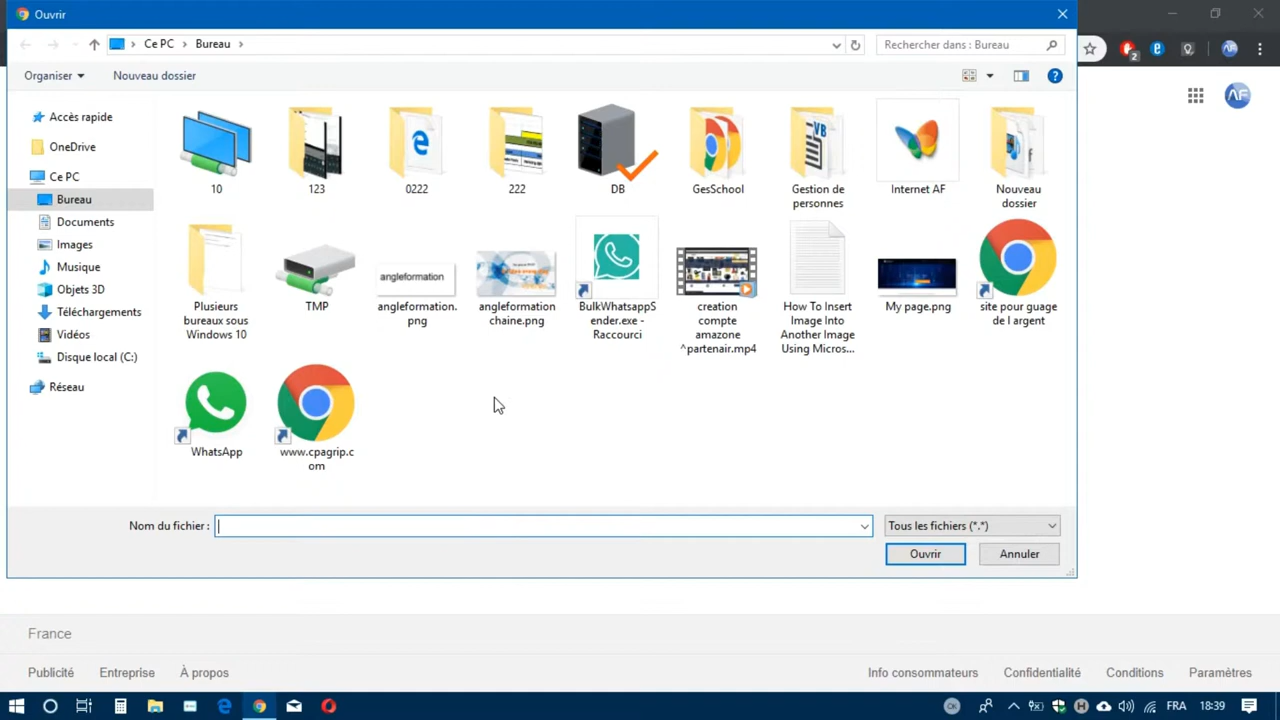 Ouvrir
Ce PC
Bureau
Rechercher dans : Bureau
2
AF
Organiser
Nouveau dossier
Accès rapide
OneDrive
Ce PC
Bureau
Documents
Images
Musique
Objets 3D
Téléchargements
Vidéos
Disque local (C:)
Réseau
VB
10
123
0222
222
DB
GesSchool
Gestion de
personnes
Internet AF
Nouveau
dossier
angleformation
Plusieurs
bureaux sous
Windows 10
TMP
angleformation.
png
angleformation
chaine.png
BulkWhatsappS
ender.exe -
Raccourci
creation
compte
amazone
^partenair.mp4
How To Insert
Image Into
Another Image
Using Micros...
My page.png
site pour guage
de l argent
WhatsApp
www.cpagrip.c
om
Nom du fichier :
Tous les fichiers (*.*)
Ouvrir
Annuler
France
Publicité
Entreprise
À propos
Info consommateurs
Confidentialité
Conditions
Paramètres
FRA
18:39